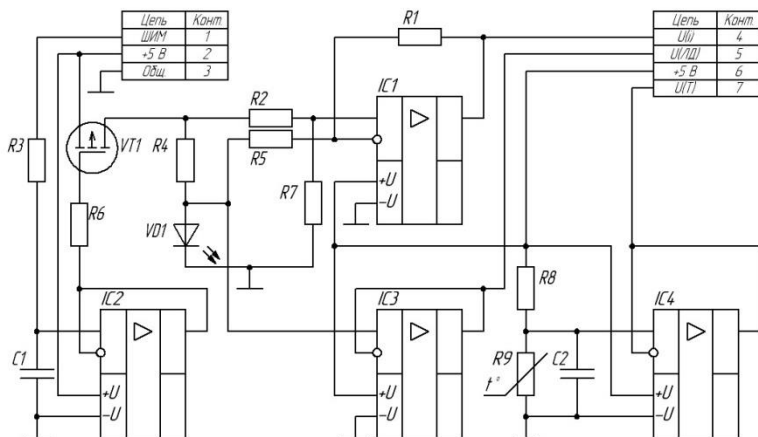 Цепь Конт.
ШИМ 1
+5 В 2
Общ. 3
Цепь Конт.
U(i) 4
U(ЛД) 5
+5 В 6
U(T) 7
R1
R2
IC1
R3
VT1
R4
R5
R6
R7
+U
-U
VD1
R8
IC2
IC3
IC4
C1
R9
C2
t°
+U
-U
+U
-U
+U
-U